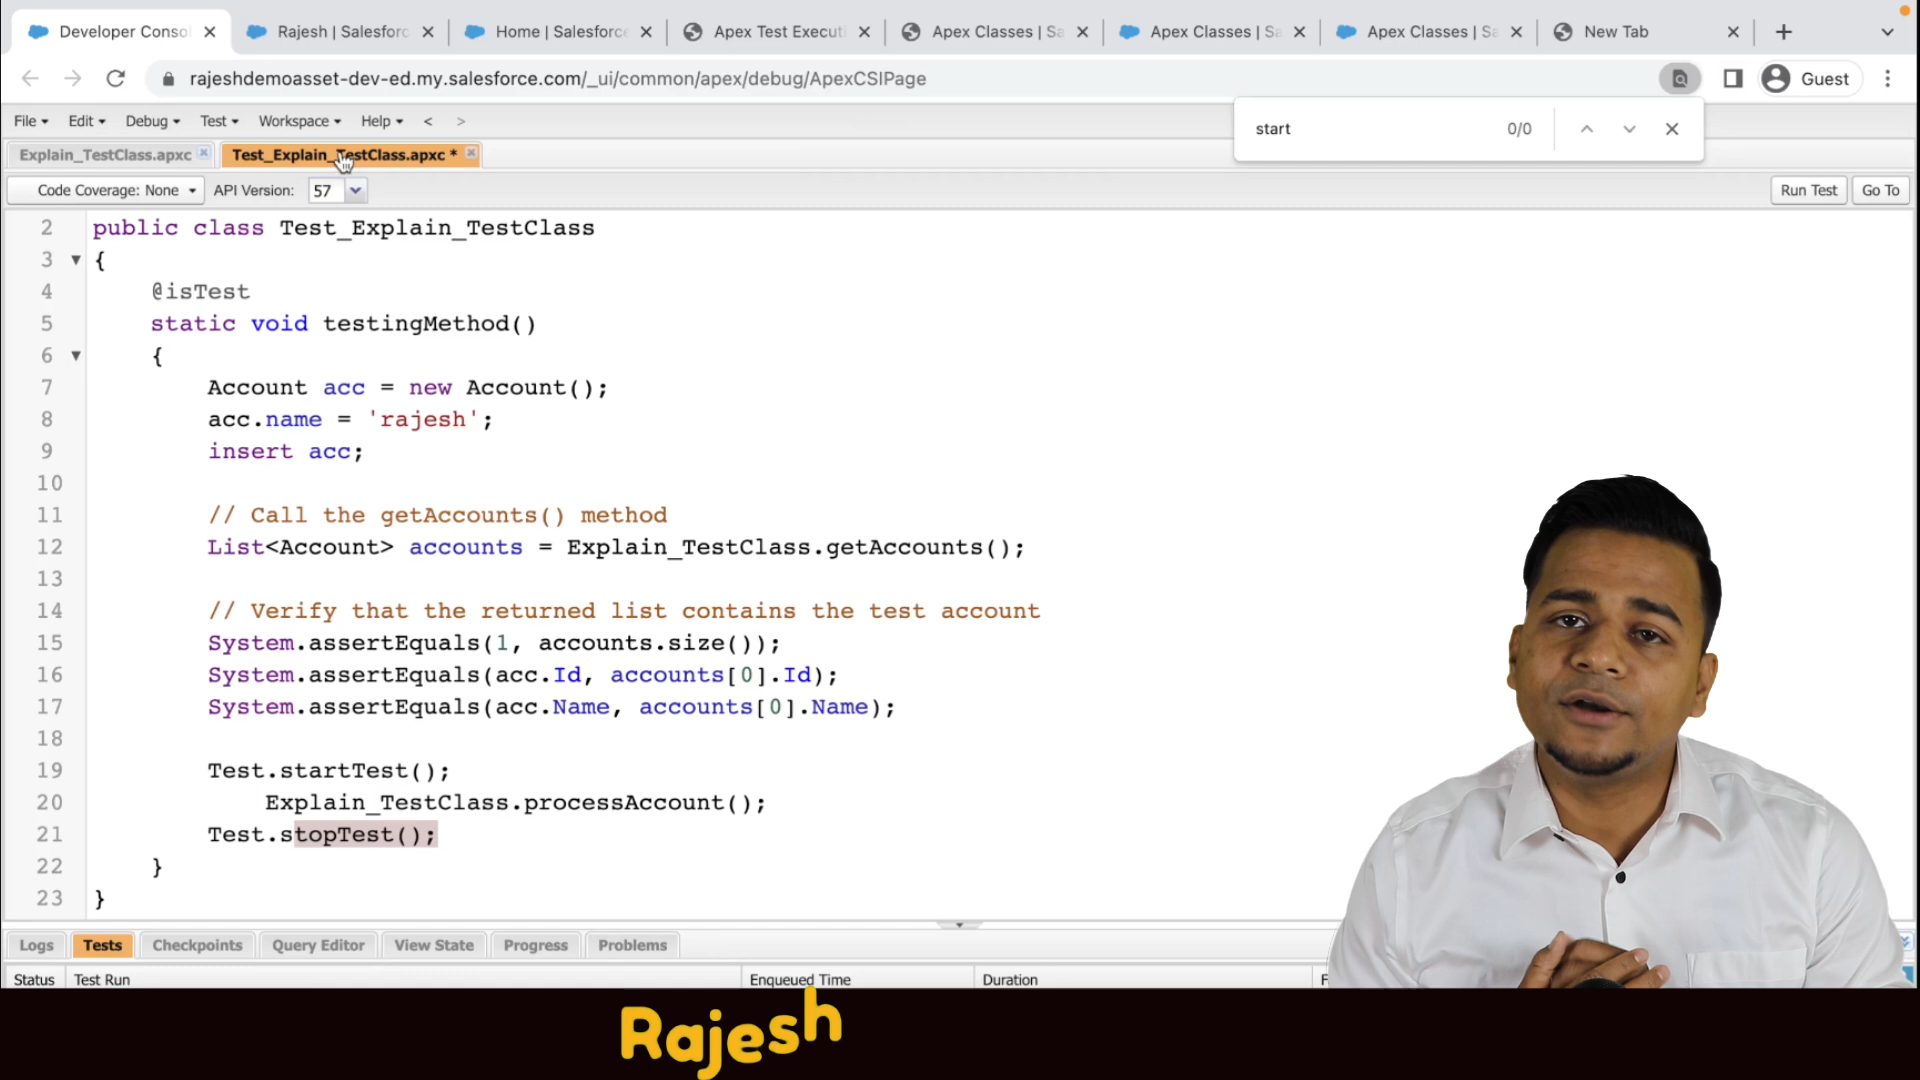 Developer Conso
Rajesh | Salesforc
Home | Salesforce
Apex Test Executi
Apex Classes | Sa
Apex Classes | Sa
Apex Classes | Sa
New Tab
rajeshdemoasset-dev-ed.my.salesforce.com/_ui/common/apex/debug/ApexCSIPage
Guest
File Edit Debug Test Workspace Help < >
start 0/0
Explain_TestClass.apxc
Test_Explain_TestClass.apxc *
Code Coverage: None API Version: 57
Run Test Go To
2 public class Test_Explain_TestClass
3 {
4 @isTest
5 static void testingMethod()
6 {
7 Account acc = new Account();
8 acc.name = 'rajesh';
9 insert acc;
10
11 // Call the getAccounts() method
12 List<Account> accounts = Explain_TestClass.getAccounts();
13
14 // Verify that the returned list contains the test account
15 System.assertEquals(1, accounts.size());
16 System.assertEquals(acc.Id, accounts[0].Id);
17 System.assertEquals(acc.Name, accounts[0].Name);
18
19 Test.startTest();
20 Explain_TestClass.processAccount();
21 Test.stopTest();
22 }
23 }
Logs Tests Checkpoints Query Editor View State Progress Problems
Status Test Run Enqueued Time Duration F
Rajesh